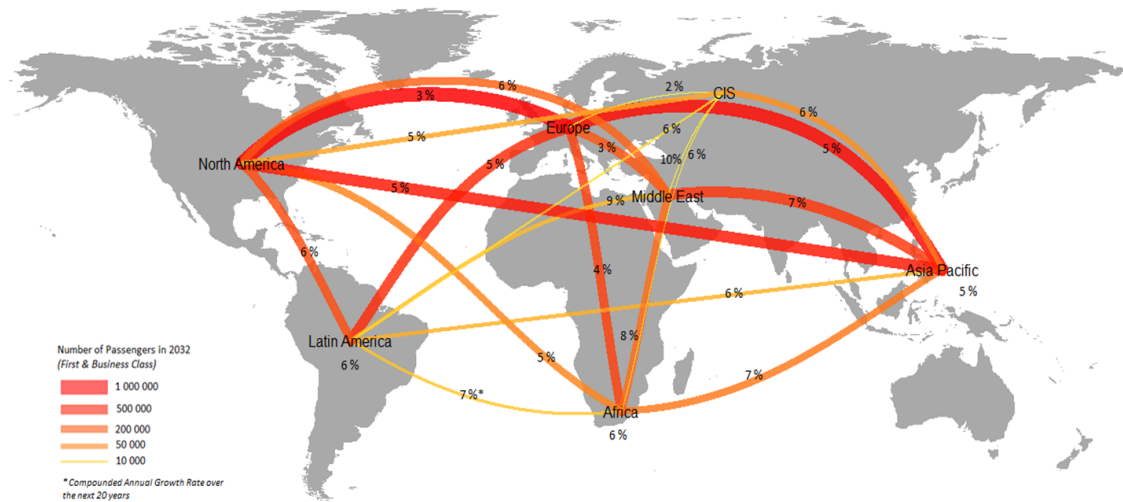 6 %
2 %
CIS
3 %
6 %
Europe
5 %
6 %
3 %
5 %
6 %
5 %
10%
North America
5 %
Middle East
9 %
7 %
6 %
4 %
Asia Pacific
5 %
6 %
8 %
Latin America
6 %
5 %
7 %
7 %*
Africa
6 %
Number of Passengers in 2032
(First & Business Class)
1 000 000
500 000
200 000
50 000
10 000
* Compounded Annual Growth Rate over
the next 20 years